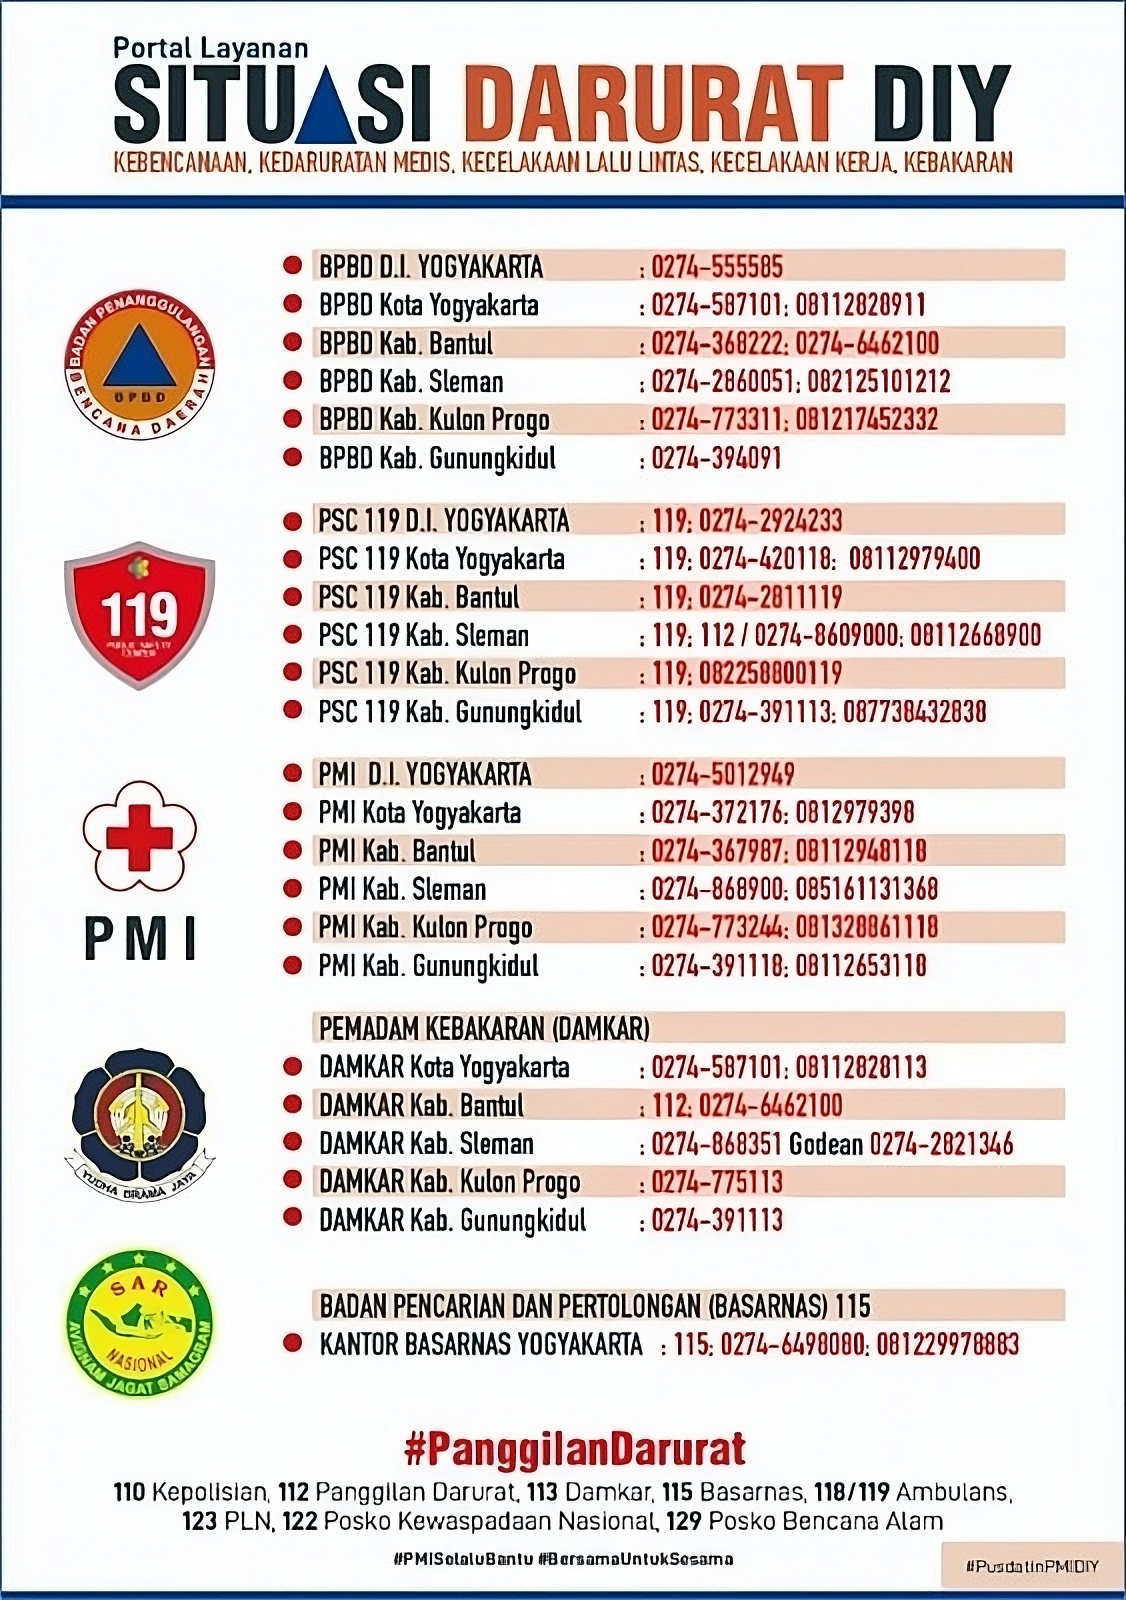 Portal Layanan
SITUASI DARURAT DIY
KEBENCANAAN, KEDARURATAN MEDIS, KECELAKAAN LALU LINTAS, KECELAKAAN KERJA, KEBAKARAN
BADAN PENANGGULANGAN
BPBD
BENCANA DAERAH
BPBD D.I. YOGYAKARTA : 0274-555585
BPBD Kota Yogyakarta : 0274-587101; 08112828911
BPBD Kab. Bantul : 0274-368222; 0274-6462100
BPBD Kab. Sleman : 0274-2860051; 082125101212
BPBD Kab. Kulon Progo : 0274-773311; 081217452332
BPBD Kab. Gunungkidul : 0274-394091
119
PSC 119 D.I. YOGYAKARTA : 119; 0274-2924233
PSC 119 Kota Yogyakarta : 119; 0274-420118; 08112979400
PSC 119 Kab. Bantul : 119; 0274-2811119
PSC 119 Kab. Sleman : 119; 112 / 0274-8609000; 08112668900
PSC 119 Kab. Kulon Progo : 119; 082258800119
PSC 119 Kab. Gunungkidul : 119; 0274-391113; 087738432838
PMI
PMI D.I. YOGYAKARTA : 0274-5012949
PMI Kota Yogyakarta : 0274-372176; 0812979398
PMI Kab. Bantul : 0274-367987; 08112948118
PMI Kab. Sleman : 0274-868900; 085161131368
PMI Kab. Kulon Progo : 0274-773244; 081328861118
PMI Kab. Gunungkidul : 0274-391118; 08112653118
YUDHA BRAMA JAYA
PEMADAM KEBAKARAN (DAMKAR)
DAMKAR Kota Yogyakarta : 0274-587101; 08112828113
DAMKAR Kab. Bantul : 112; 0274-6462100
DAMKAR Kab. Sleman : 0274-868351 Godean 0274-2821346
DAMKAR Kab. Kulon Progo : 0274-775113
DAMKAR Kab. Gunungkidul : 0274-391113
SAR
NASIONAL
AVIGNAM JAGAT SAMAGRAM
BADAN PENCARIAN DAN PERTOLONGAN (BASARNAS) 115
KANTOR BASARNAS YOGYAKARTA : 115; 0274-6498080; 081229978883
#PanggilanDarurat
110 Kepolisian, 112 Panggilan Darurat, 113 Damkar, 115 Basarnas, 118/119 Ambulans,
123 PLN, 122 Posko Kewaspadaan Nasional, 129 Posko Bencana Alam
#PMISelaluBantu #BersamaUntukSesama
#PusdatinPMIDIY